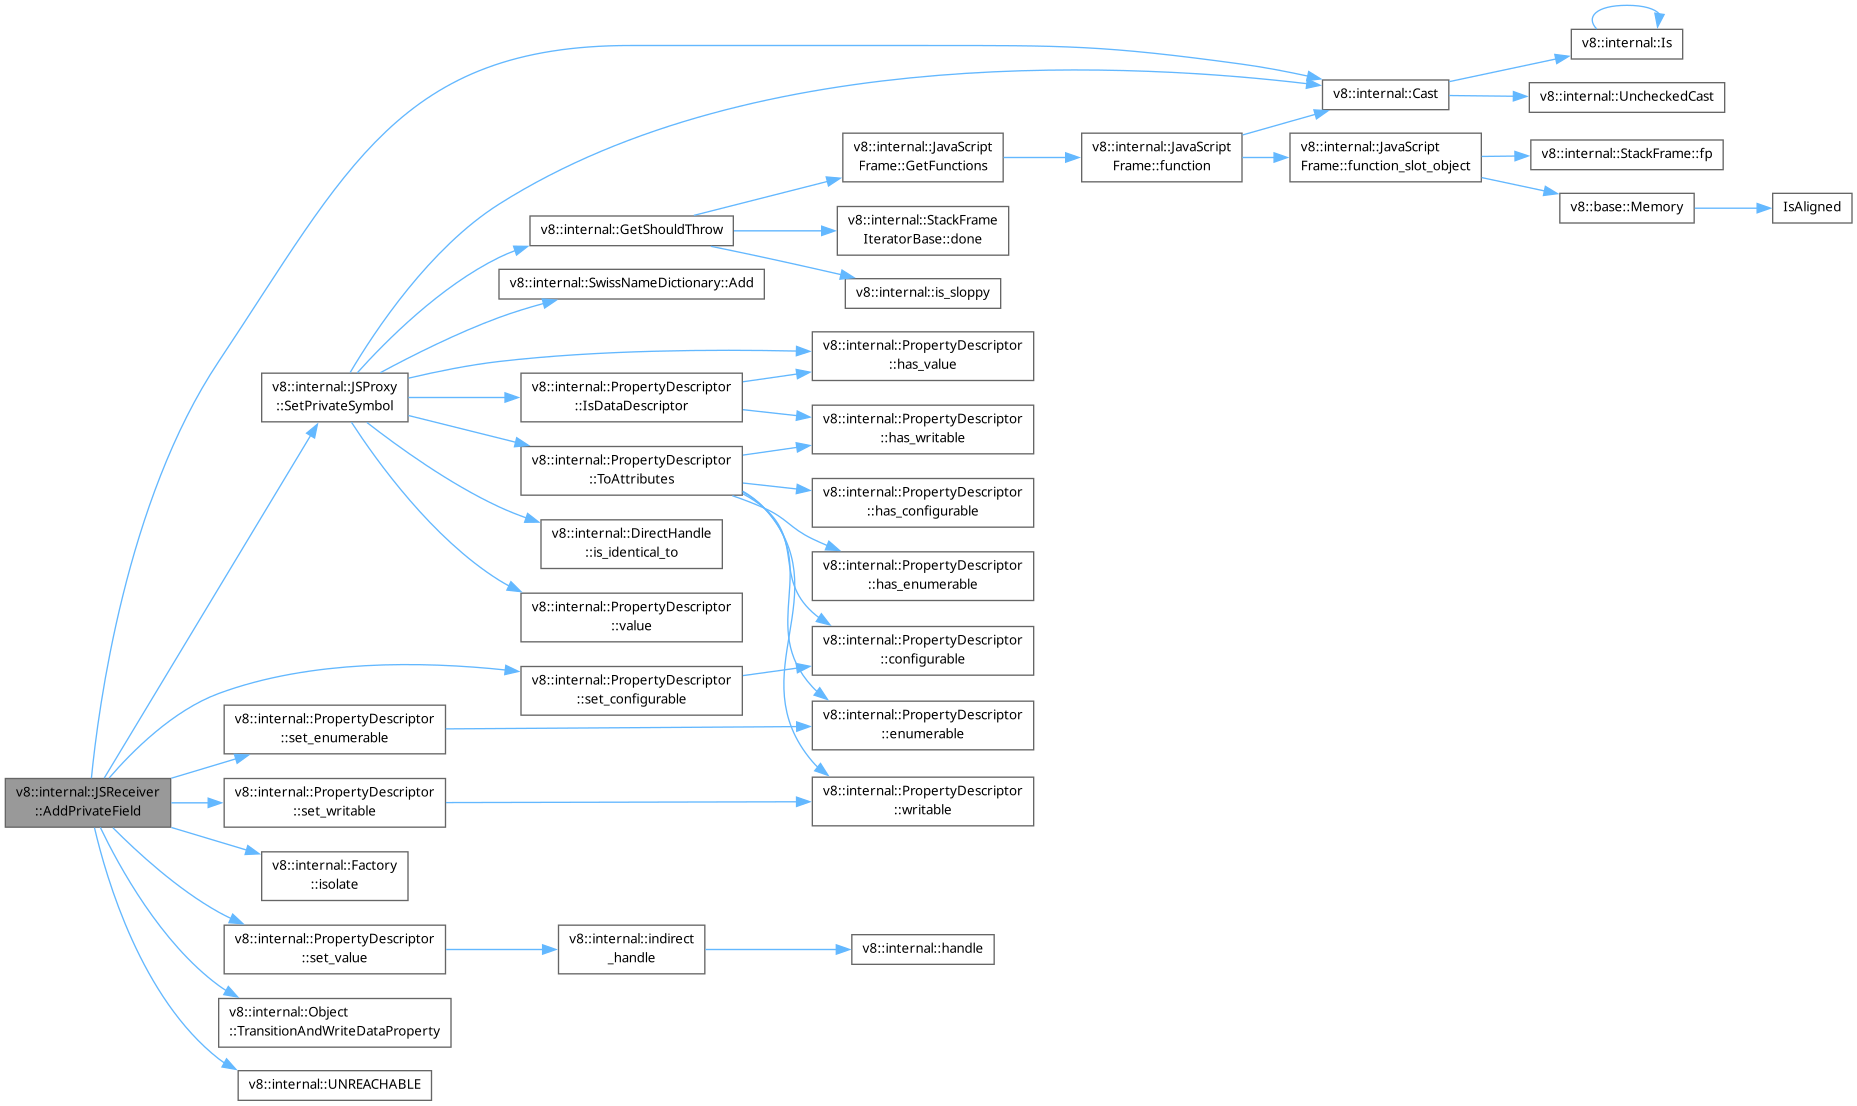 v8::internal::Is
v8::internal::Cast
v8::internal::UncheckedCast
v8::internal::JavaScript
Frame::GetFunctions
v8::internal::JavaScript
Frame::function
v8::internal::JavaScript
Frame::function_slot_object
v8::internal::StackFrame::fp
v8::base::Memory
IsAligned
v8::internal::GetShouldThrow
v8::internal::StackFrame
IteratorBase::done
v8::internal::SwissNameDictionary::Add
v8::internal::is_sloppy
v8::internal::PropertyDescriptor
::has_value
v8::internal::JSProxy
::SetPrivateSymbol
v8::internal::PropertyDescriptor
::IsDataDescriptor
v8::internal::PropertyDescriptor
::has_writable
v8::internal::PropertyDescriptor
::ToAttributes
v8::internal::PropertyDescriptor
::has_configurable
v8::internal::DirectHandle
::is_identical_to
v8::internal::PropertyDescriptor
::has_enumerable
v8::internal::PropertyDescriptor
::value
v8::internal::PropertyDescriptor
::configurable
v8::internal::PropertyDescriptor
::set_configurable
v8::internal::PropertyDescriptor
::set_enumerable
v8::internal::PropertyDescriptor
::enumerable
v8::internal::JSReceiver
::AddPrivateField
v8::internal::PropertyDescriptor
::set_writable
v8::internal::PropertyDescriptor
::writable
v8::internal::Factory
::isolate
v8::internal::PropertyDescriptor
::set_value
v8::internal::indirect
_handle
v8::internal::handle
v8::internal::Object
::TransitionAndWriteDataProperty
v8::internal::UNREACHABLE